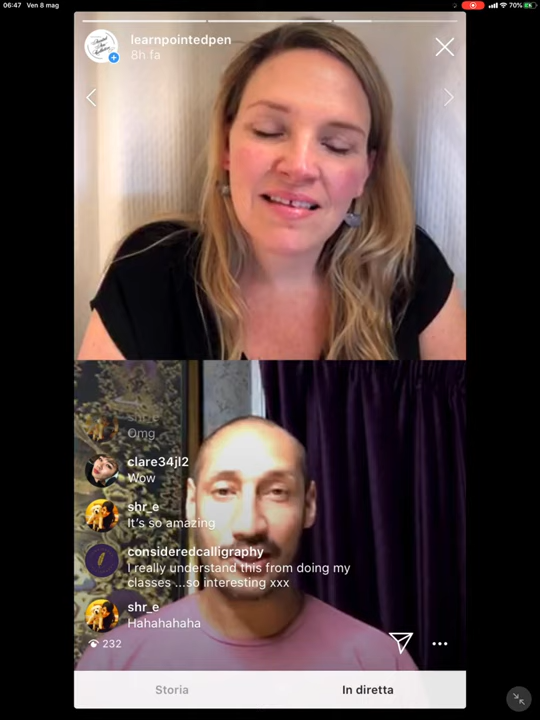 06:47 Ven 8 mag
70%
learnpointedpen
8h fa
shr_e
Omg
clare34jl2
Wow
shr_e
It's so amazing
consideredcalligraphy
I really understand this from doing my
classes ...so interesting xxx
shr_e
Hahahahaha
232
Storia
In diretta